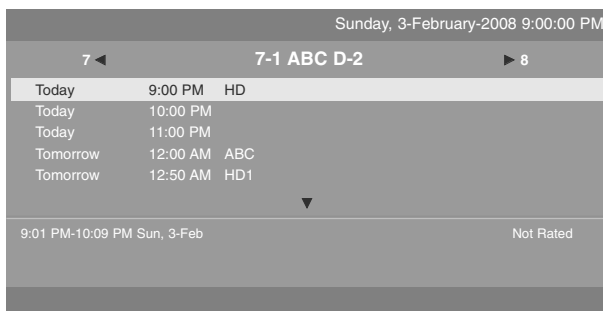 Sunday, 3-February-2008 9:00:00 PM
7 ◀ 7-1 ABC D-2 ▶ 8
Today 9:00 PM HD
Today 10:00 PM
Today 11:00 PM
Tomorrow 12:00 AM ABC
Tomorrow 12:50 AM HD1
▼
9:01 PM-10:09 PM Sun, 3-Feb Not Rated